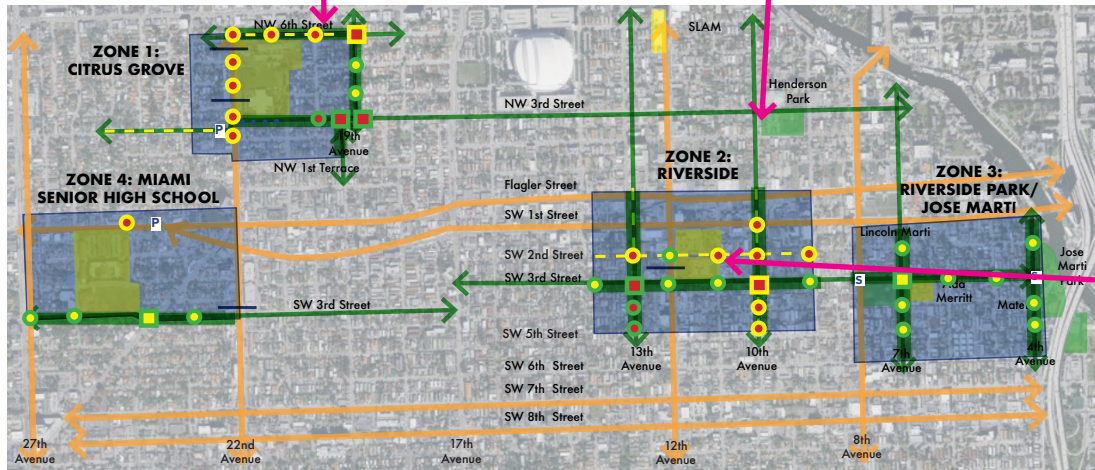 NW 6th Street
SLAM
ZONE 1:
CITRUS GROVE
Henderson
Park
NW 3rd Street
P
19th
Avenue
NW 1st Terrace
ZONE 2:
RIVERSIDE
ZONE 3:
RIVERSIDE PARK/
JOSE MARTI
ZONE 4: MIAMI
SENIOR HIGH SCHOOL
Flagler Street
P
SW 1st Street
Lincoln Marti
SW 2nd Street
Jose
Marti
Park
SW 3rd Street
S
Ada
Merritt
SW 3rd Street
Mate
SW 5th Street
13th
Avenue
10th
Avenue
7th
Avenue
4th
Avenue
SW 6th Street
SW 7th Street
SW 8th Street
27th
Avenue
22nd
Avenue
17th
Avenue
12th
Avenue
8th
Avenue